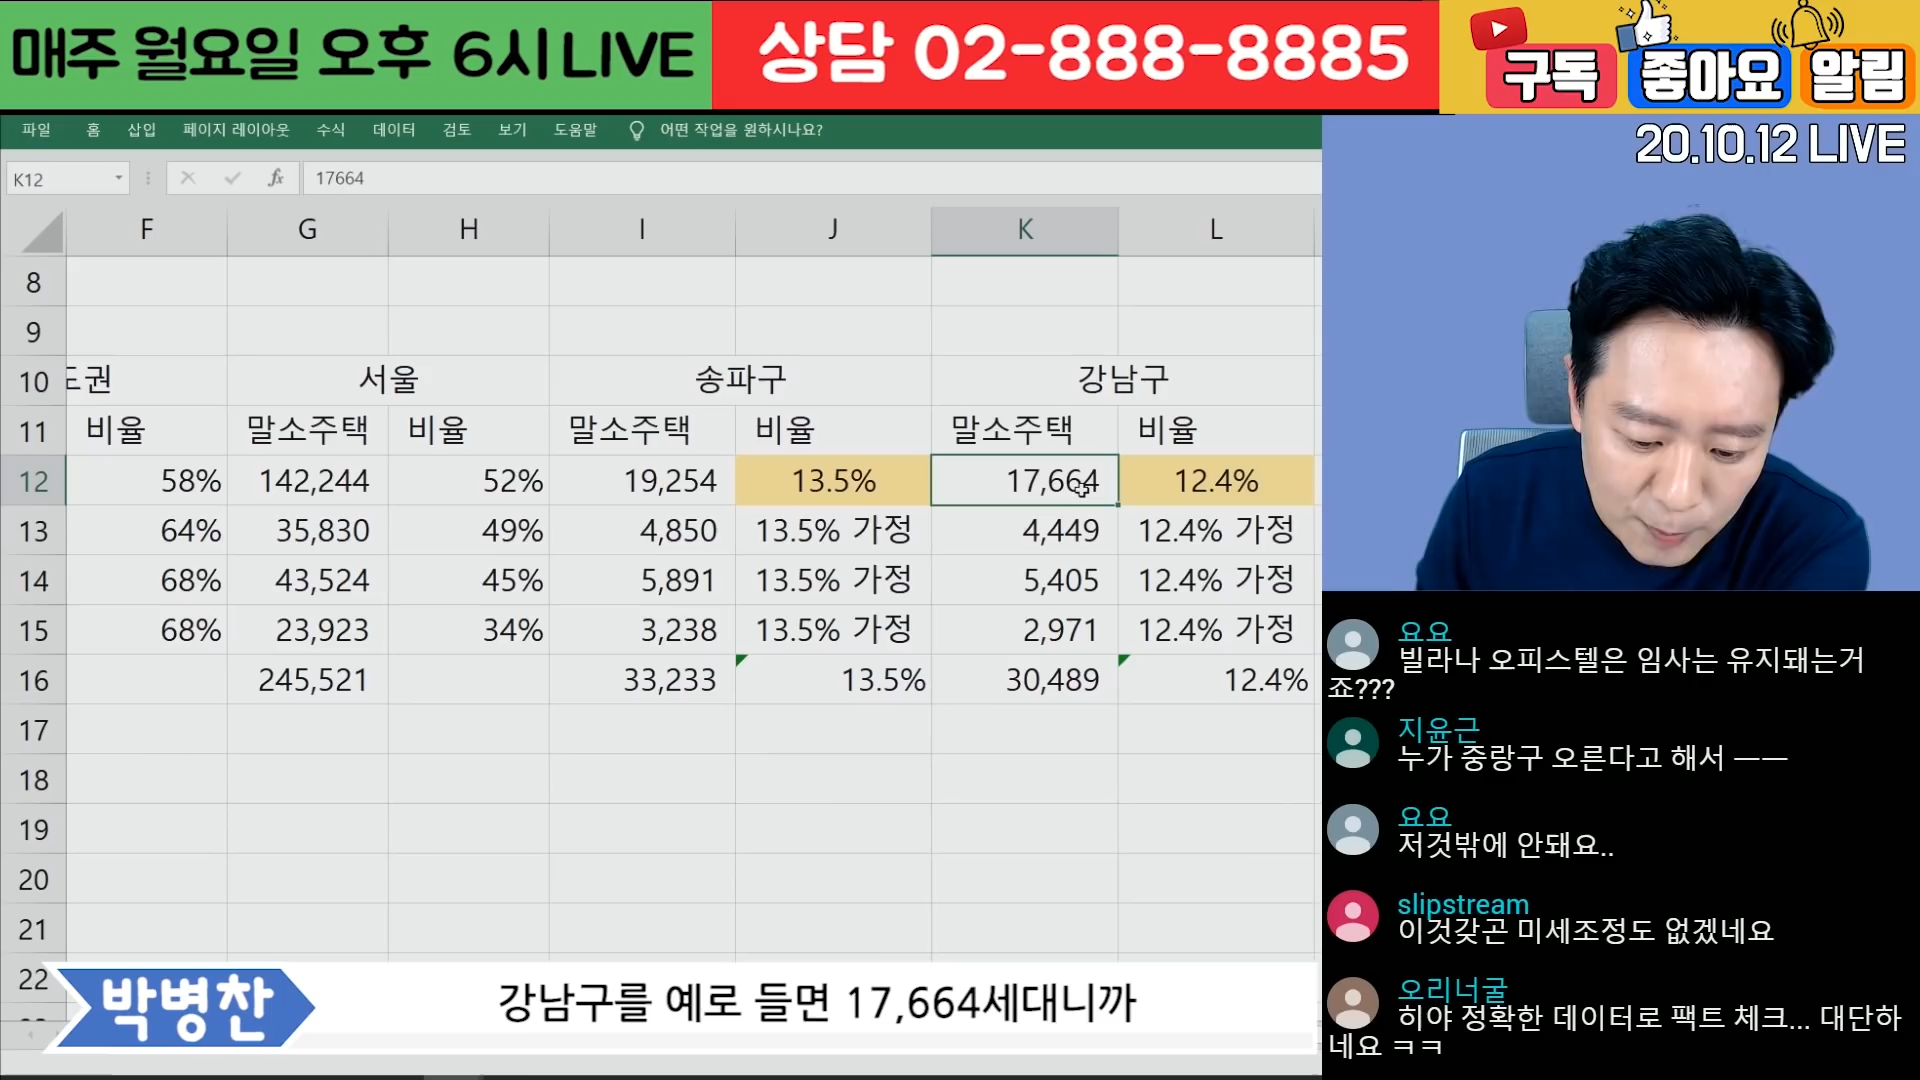 매주 월요일 오후 6시 LIVE
상담 02-888-8885
구독 좋아요 알림
20.10.12 LIVE
파일 홈 삽입 페이지 레이아웃 수식 데이터 검토 보기 도움말 어떤 작업을 원하시나요?
K12 fx 17664
F G H I J K L
8
9
10 도권 서울 송파구 강남구
11 비율 말소주택 비율 말소주택 비율 말소주택 비율
12 58% 142,244 52% 19,254 13.5% 17,664 12.4%
13 64% 35,830 49% 4,850 13.5% 가정 4,449 12.4% 가정
14 68% 43,524 45% 5,891 13.5% 가정 5,405 12.4% 가정
15 68% 23,923 34% 3,238 13.5% 가정 2,971 12.4% 가정
16 245,521 33,233 13.5% 30,489 12.4%
17
18
19
20
21
22
박병찬
강남구를 예로 들면 17,664세대니까
요요
빌라나 오피스텔은 임사는 유지돼는거
죠???
지윤근
누가 중랑구 오른다고 해서 ㅡㅡ
요요
저것밖에 안돼요..
slipstream
이것갖곤 미세조정도 없겠네요
오리너굴
히야 정확한 데이터로 팩트 체크... 대단하
네요 ㅋㅋ